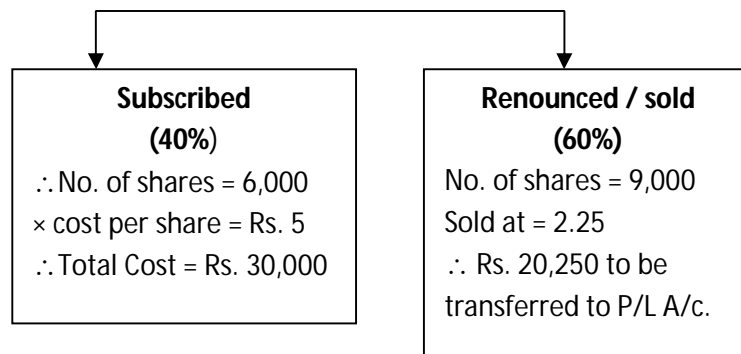 Subscribed
(40%)
∴No. of shares = 6,000
× cost per share = Rs. 5
∴Total Cost = Rs. 30,000
Renounced / sold
(60%)
No. of shares = 9,000
Sold at = 2.25
∴ Rs. 20,250 to be
transferred to P/L A/c.